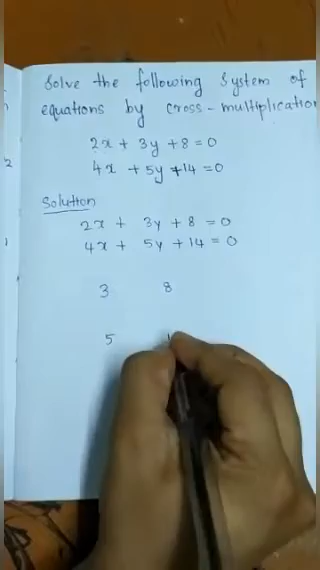 Solve the following System of
equations by cross-multiplication
2x + 3y + 8 = 0
4x + 5y + 14 = 0
Solution
2x + 3y + 8 = 0
4x + 5y + 14 = 0
3 8
5 1